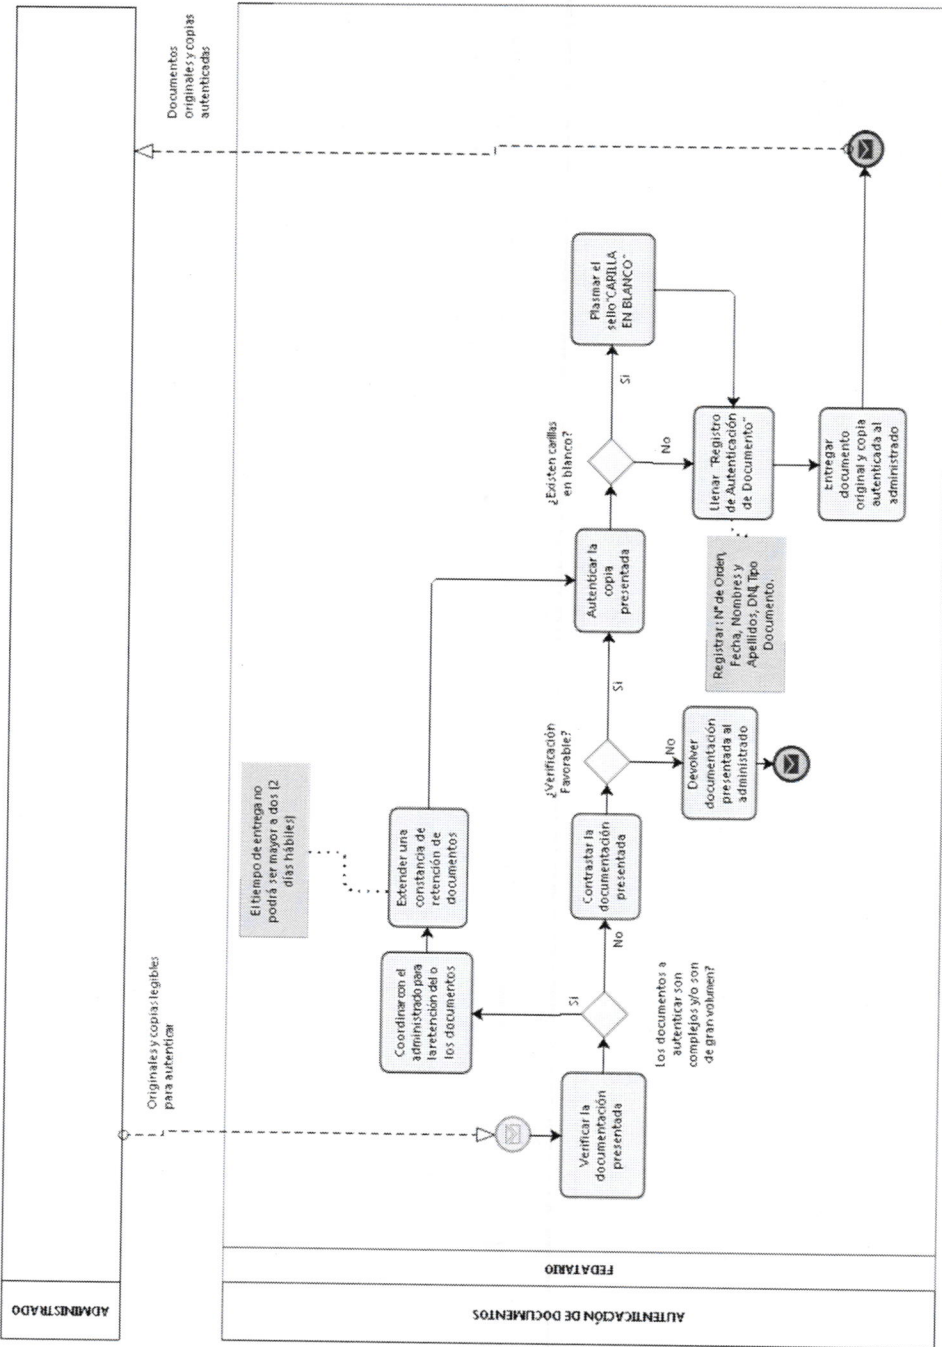 ADMINISTRADO
AUTENTICACIÓN DE DOCUMENTOS
FEDATARIO
Originales y copias legibles
para autenticar
Verificar la
documentación
presentada
Los documentos a
autenticar son
complejos y/o son
de gran volumen?
Si
No
Coordinar con el
administrado para
la retención del o
los documentos
Extender una
constancia de
retención de
documentos
El tiempo de entrega no
podrá ser mayor a dos (2
días hábiles)
Contrastar la
documentación
presentada
¿Verificación
Favorable?
Si
No
Devolver
documentación
presentada al
administrado
Autenticar la
copia
presentada
¿Existen carillas
en blanco?
Si
No
Plasmar el
sello "CARILLA
EN BLANCO"
Llenar "Registro
de Autenticación
de Documento"
Registrar: N° de Orden,
Fecha, Nombres y
Apellidos, DNI, Tipo
Documento.
Entregar
documento
original y copia
autenticada al
administrado
Documentos
originales y copias
autenticadas